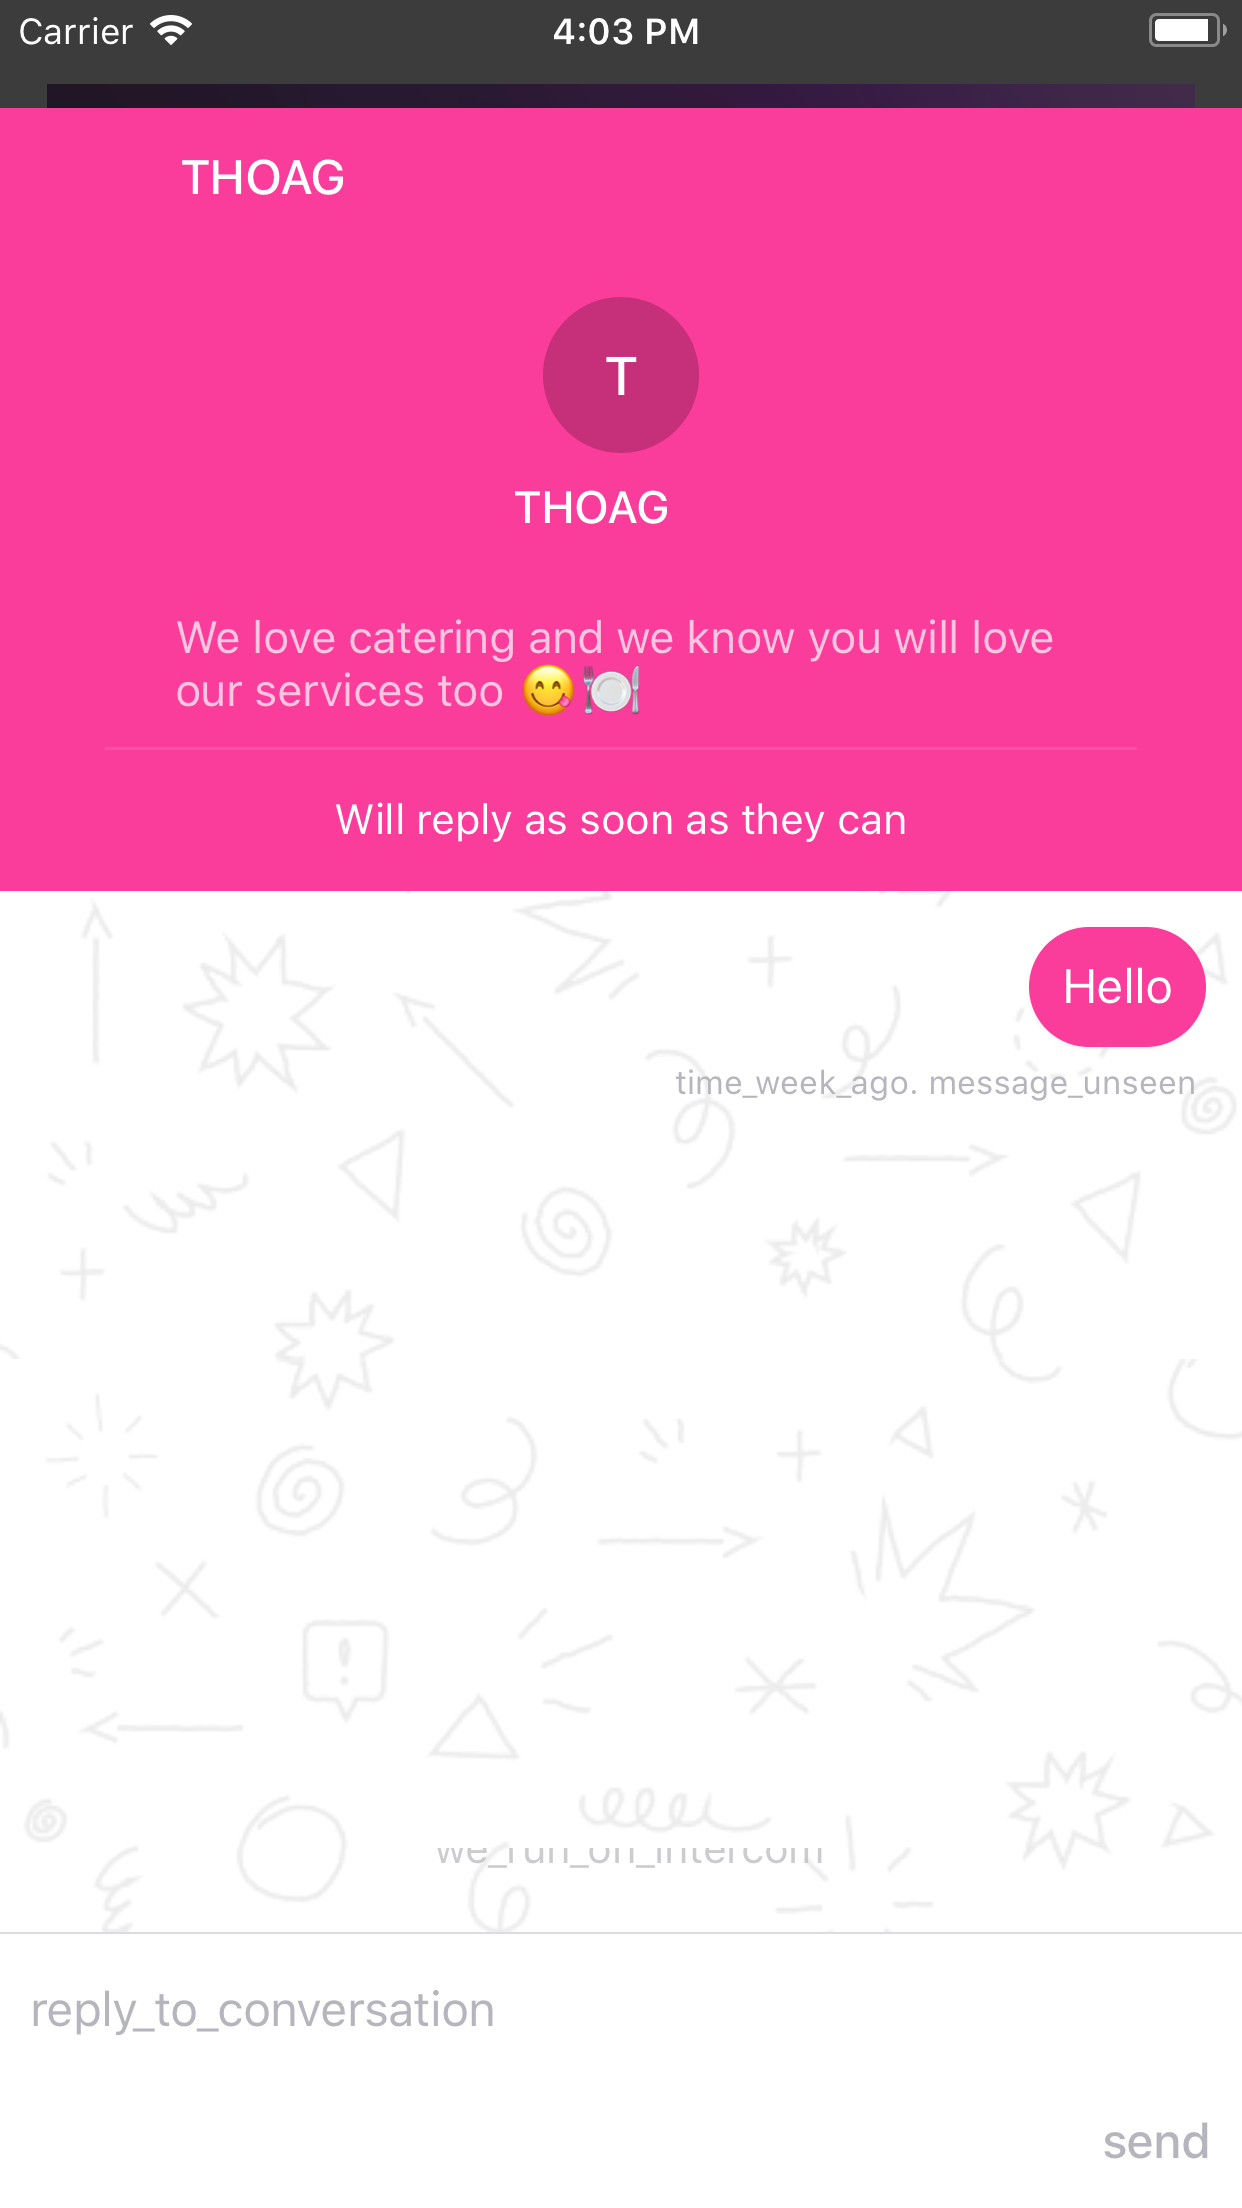 Carrier 4:03 PM
THOAG
T
THOAG
We love catering and we know you will love
our services too 😋🍽
Will reply as soon as they can
Hello
time_week_ago. message_unseen
we_run_on_intercom
reply_to_conversation
send